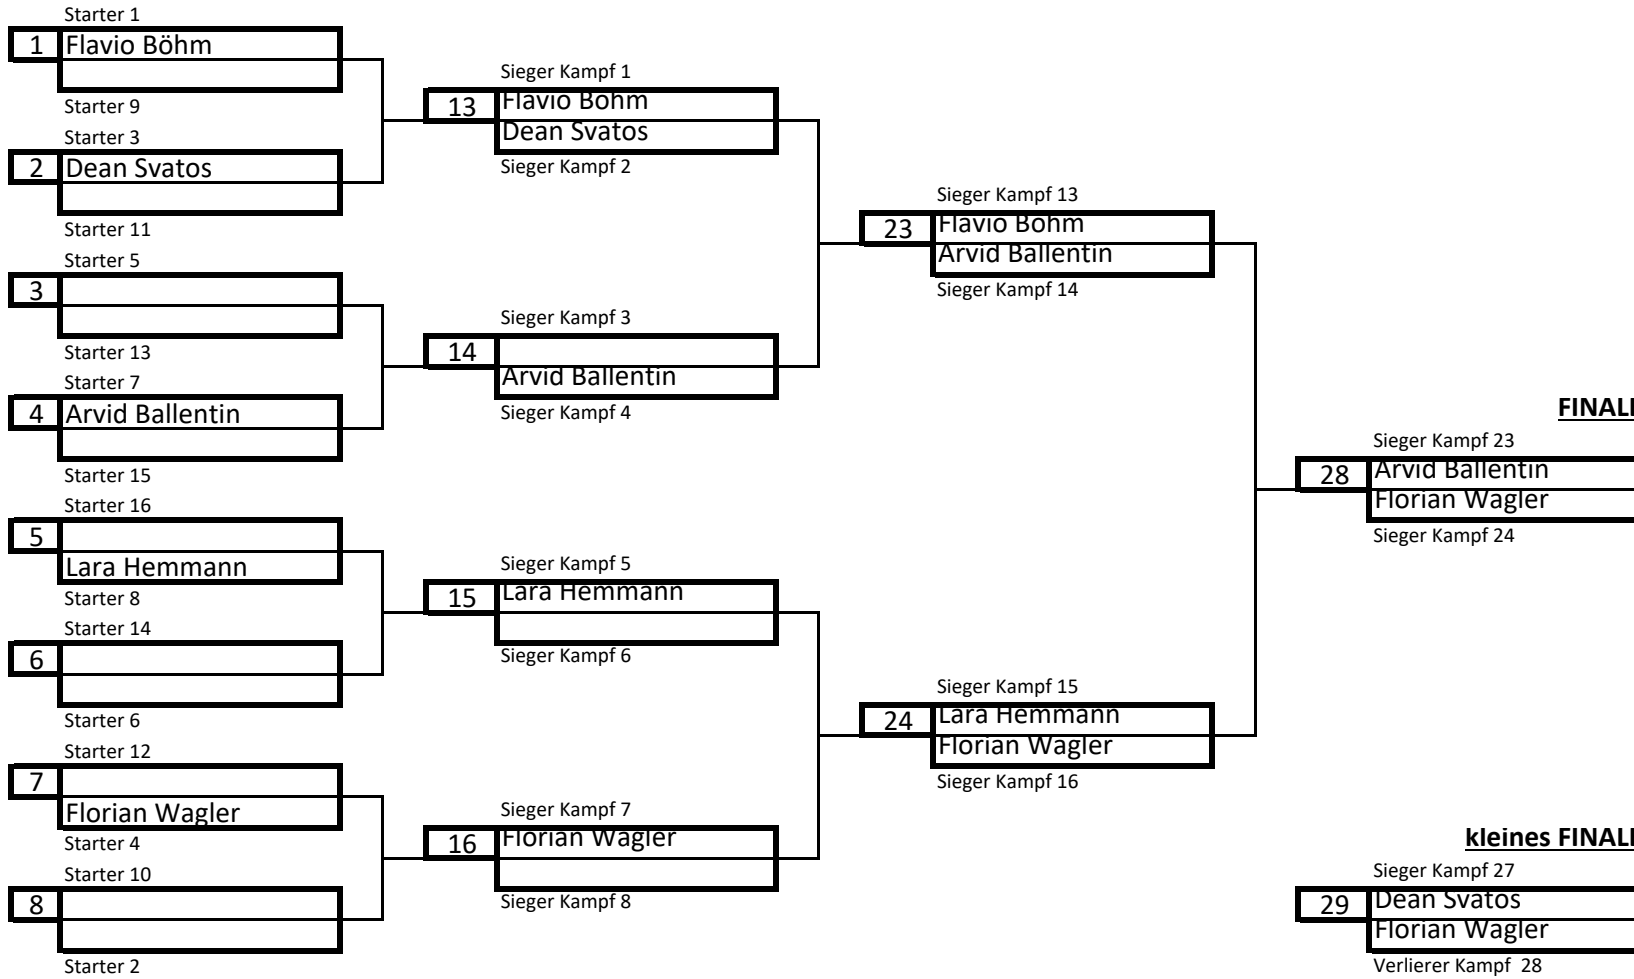 Starter 1
1 Flavio Böhm
Starter 9
Starter 3
2 Dean Svatos
Starter 11
Starter 5
3
Starter 13
Starter 7
4 Arvid Ballentin
Starter 15
Starter 16
5
Lara Hemmann
Starter 8
Starter 14
6
Starter 6
Starter 12
7
Florian Wagler
Starter 4
Starter 10
8
Starter 2
Sieger Kampf 1
13 Flavio Böhm
Dean Svatos
Sieger Kampf 2
Sieger Kampf 3
14
Arvid Ballentin
Sieger Kampf 4
Sieger Kampf 5
15 Lara Hemmann
Sieger Kampf 6
Sieger Kampf 7
16 Florian Wagler
Sieger Kampf 8
Sieger Kampf 13
23 Flavio Böhm
Arvid Ballentin
Sieger Kampf 14
Sieger Kampf 15
24 Lara Hemmann
Florian Wagler
Sieger Kampf 16
FINALE
Sieger Kampf 23
28 Arvid Ballentin
Florian Wagler
Sieger Kampf 24
kleines FINALE
Sieger Kampf 27
29 Dean Svatos
Florian Wagler
Verlierer Kampf 28